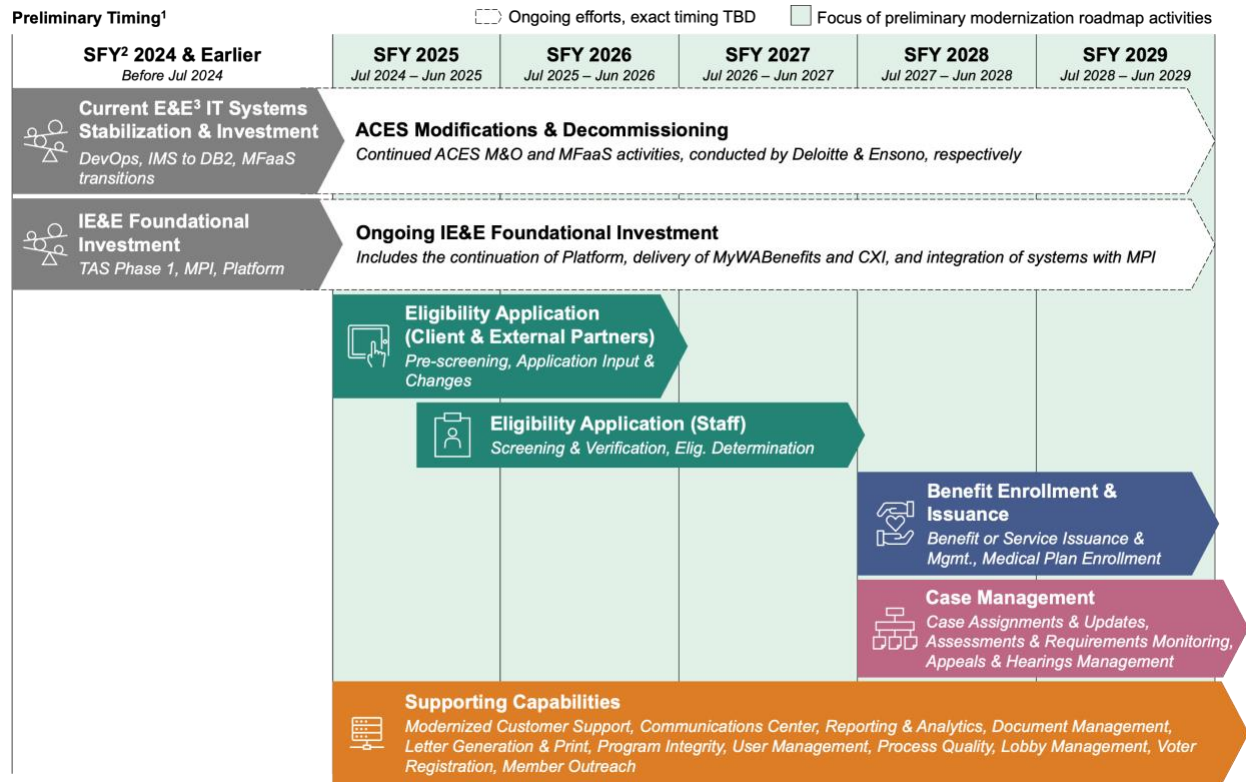 Preliminary Timing¹
Ongoing efforts, exact timing TBD
Focus of preliminary modernization roadmap activities
SFY² 2024 & Earlier
Before Jul 2024
SFY 2025
Jul 2024 – Jun 2025
SFY 2026
Jul 2025 – Jun 2026
SFY 2027
Jul 2026 – Jun 2027
SFY 2028
Jul 2027 – Jun 2028
SFY 2029
Jul 2028 – Jun 2029
Current E&E³ IT Systems
Stabilization & Investment
DevOps, IMS to DB2, MFaaS
transitions
ACES Modifications & Decommissioning
Continued ACES M&O and MFaaS activities, conducted by Deloitte & Ensono, respectively
IE&E Foundational
Investment
TAS Phase 1, MPI, Platform
Ongoing IE&E Foundational Investment
Includes the continuation of Platform, delivery of MyWABenefits and CXI, and integration of systems with MPI
Eligibility Application
(Client & External Partners)
Pre-screening, Application Input &
Changes
Eligibility Application (Staff)
Screening & Verification, Elig. Determination
Benefit Enrollment &
Issuance
Benefit or Service Issuance &
Mgmt., Medical Plan Enrollment
Case Management
Case Assignments & Updates,
Assessments & Requirements Monitoring,
Appeals & Hearings Management
Supporting Capabilities
Modernized Customer Support, Communications Center, Reporting & Analytics, Document Management,
Letter Generation & Print, Program Integrity, User Management, Process Quality, Lobby Management, Voter
Registration, Member Outreach